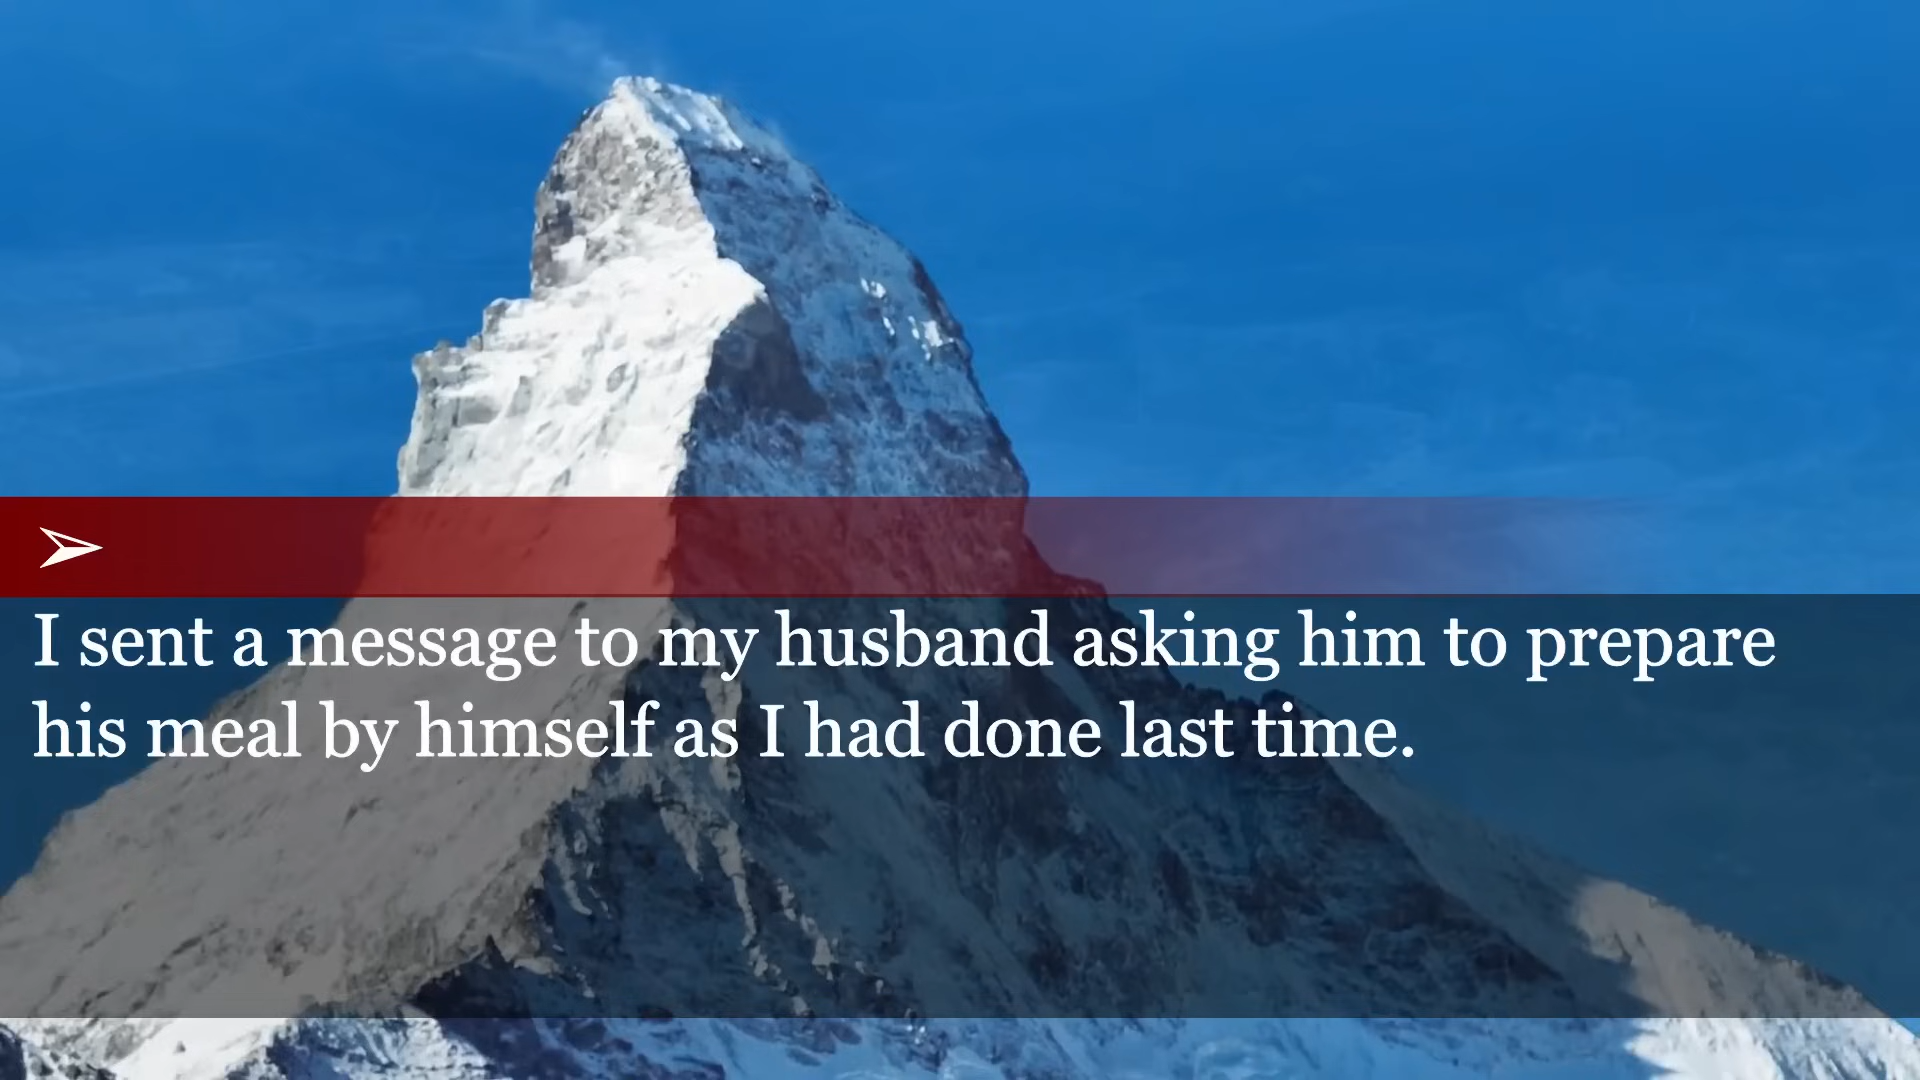 I sent a message to my husband asking him to prepare
his meal by himself as I had done last time.